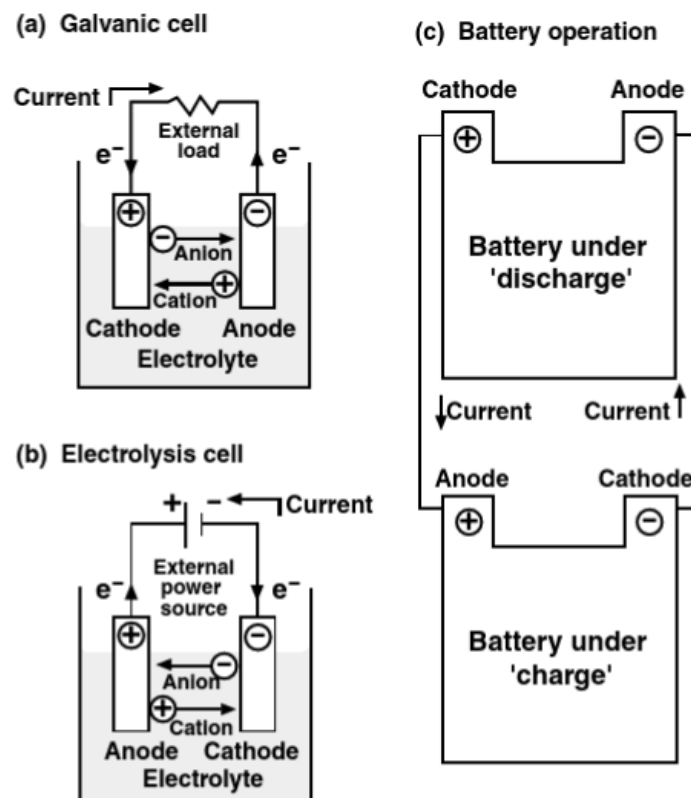 (a) Galvanic cell
Current
External
load
e⁻
e⁻
+
−
−
Anion
+
Cation
Cathode
Anode
Electrolyte
(b) Electrolysis cell
+
−
Current
External
power
source
e⁻
e⁻
+
−
−
Anion
+
Cation
Anode
Cathode
Electrolyte
(c) Battery operation
Cathode
Anode
+
−
Battery under
'discharge'
Current
Current
Anode
Cathode
+
−
Battery under
'charge'